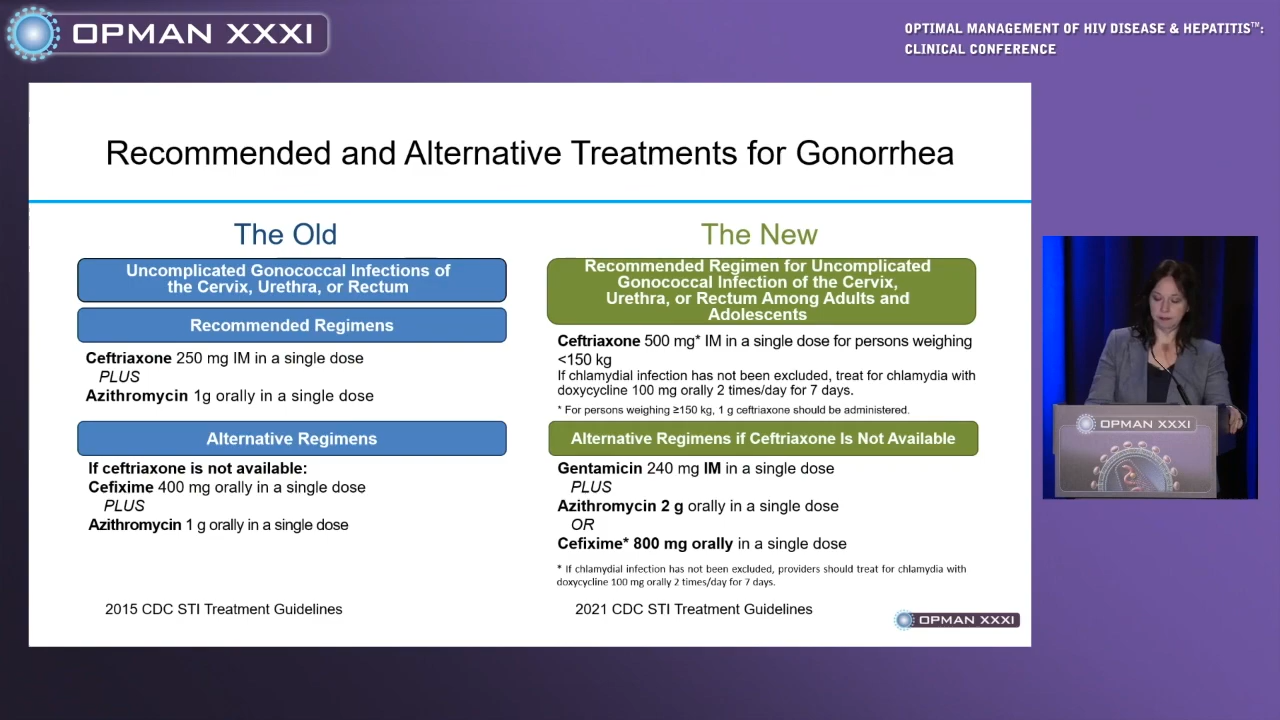 OPMAN XXXI
OPTIMAL MANAGEMENT OF HIV DISEASE & HEPATITIS™:
CLINICAL CONFERENCE
Recommended and Alternative Treatments for Gonorrhea
The Old
Uncomplicated Gonococcal Infections of
the Cervix, Urethra, or Rectum
Recommended Regimens
Ceftriaxone 250 mg IM in a single dose
PLUS
Azithromycin 1g orally in a single dose
Alternative Regimens
If ceftriaxone is not available:
Cefixime 400 mg orally in a single dose
PLUS
Azithromycin 1 g orally in a single dose
2015 CDC STI Treatment Guidelines
The New
Recommended Regimen for Uncomplicated
Gonococcal Infection of the Cervix,
Urethra, or Rectum Among Adults and
Adolescents
Ceftriaxone 500 mg* IM in a single dose for persons weighing
<150 kg
If chlamydial infection has not been excluded, treat for chlamydia with
doxycycline 100 mg orally 2 times/day for 7 days.
* For persons weighing ≥150 kg, 1 g ceftriaxone should be administered.
Alternative Regimens if Ceftriaxone Is Not Available
Gentamicin 240 mg IM in a single dose
PLUS
Azithromycin 2 g orally in a single dose
OR
Cefixime* 800 mg orally in a single dose
* If chlamydial infection has not been excluded, providers should treat for chlamydia with
doxycycline 100 mg orally 2 times/day for 7 days.
2021 CDC STI Treatment Guidelines
OPMAN XXXI
OPMAN XXXI